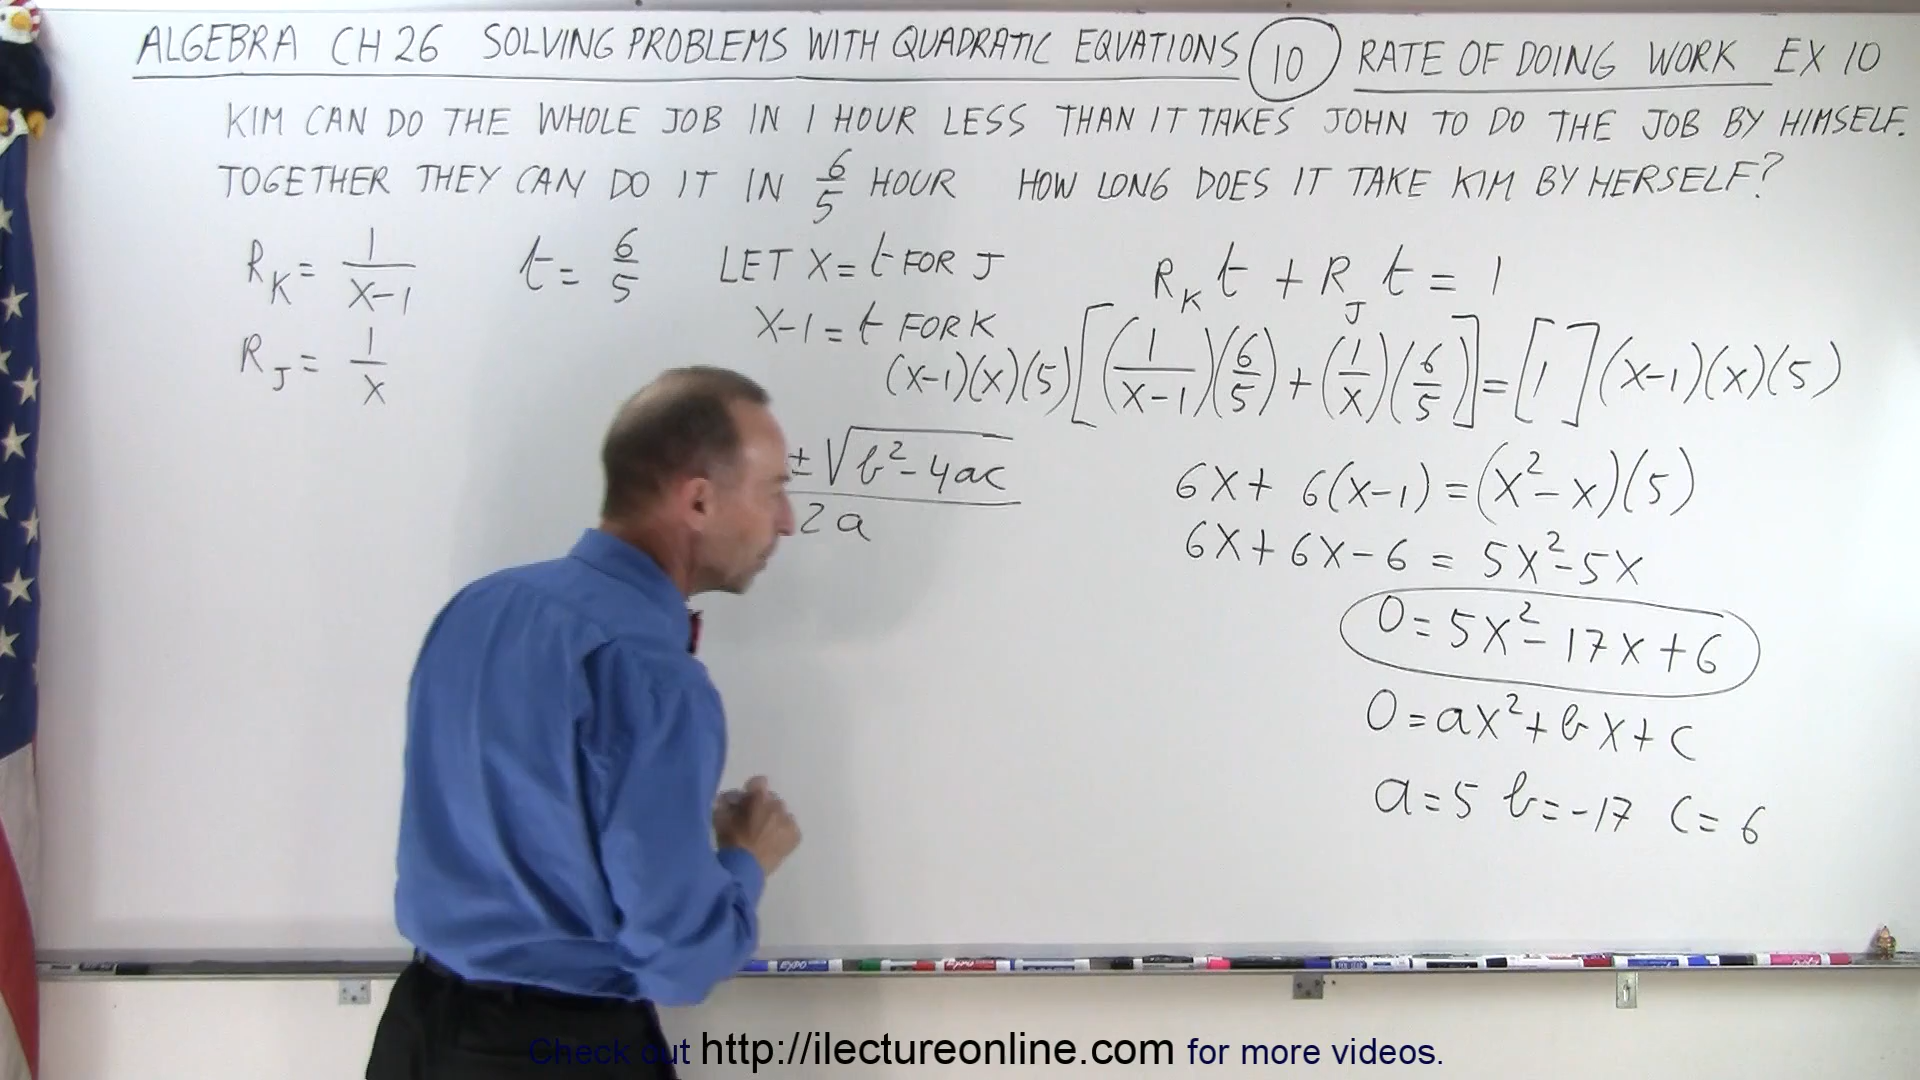 ALGEBRA CH 26 SOLVING PROBLEMS WITH QUADRATIC EQUATIONS 10 RATE OF DOING WORK EX 10
KIM CAN DO THE WHOLE JOB IN 1 HOUR LESS THAN IT TAKES JOHN TO DO THE JOB BY HIMSELF.
TOGETHER THEY CAN DO IT IN 6/5 HOUR HOW LONG DOES IT TAKE KIM BY HERSELF?
R_K = 1/(X-1) t = 6/5 LET X = t FOR J
X-1 = t FOR K
R_J = 1/X
± √(b²-4ac)
2a
R_K t + R_J t = 1
(X-1)(X)(5)[(1/(X-1))(6/5) + (1/X)(6/5)] = [1](X-1)(X)(5)
6X + 6(X-1) = (X²-X)(5)
6X + 6X - 6 = 5X² - 5X
0 = 5X² - 17X + 6
0 = aX² + bX + C
a = 5 b = -17 C = 6
EXPO
Check out http://ilectureonline.com for more videos.